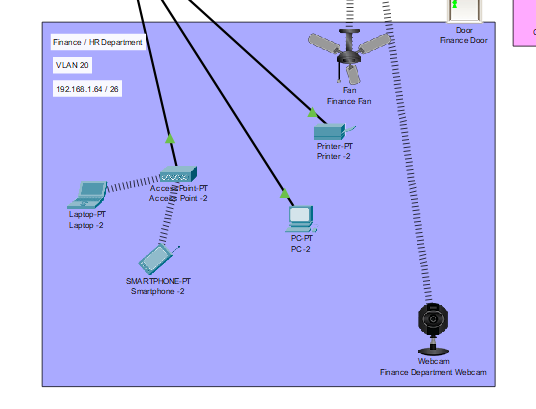 Door
Finance Door
Finance / HR Department
VLAN 20
192.168.1.64 / 26
Fan
Finance Fan
Printer-PT
Printer -2
AccessPoint-PT
Access Point -2
Laptop-PT
Laptop -2
PC-PT
PC -2
SMARTPHONE-PT
Smartphone -2
Webcam
Finance Department Webcam